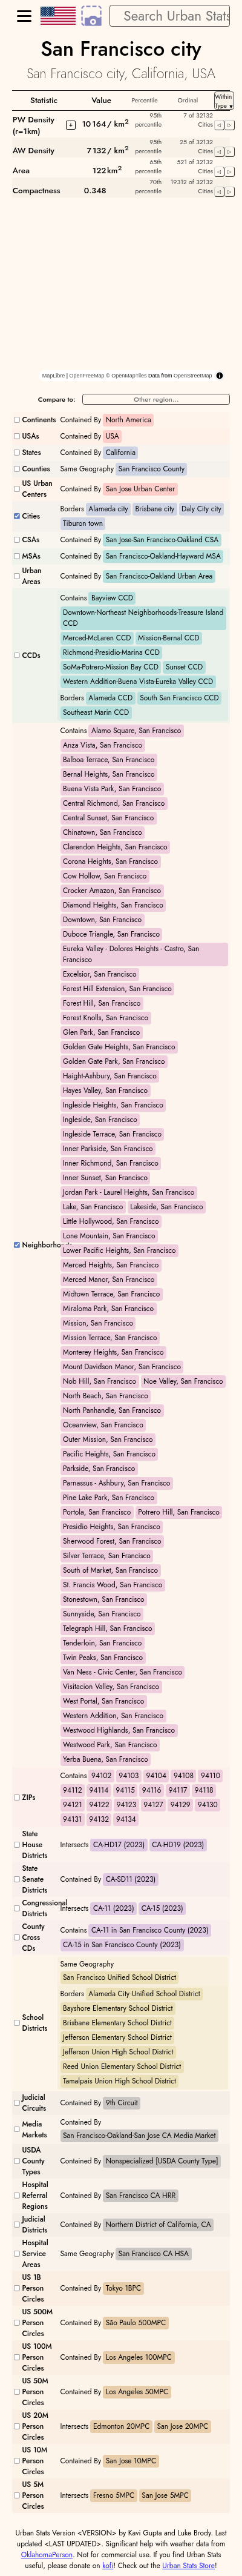 Search Urban Stats
San Francisco city
San Francisco city, California, USA
Statistic Value Percentile Ordinal Within Type ▼
PW Density (r=1km) + 10 164 / km2 95th percentile 7 of 32132 Cities ◁ ▷
AW Density 7 132 / km2 95th percentile 25 of 32132 Cities ◁ ▷
Area 122 km2 65th percentile 521 of 32132 Cities ◁ ▷
Compactness 0.348 70th percentile 19312 of 32132 Cities ◁ ▷
MapLibre | OpenFreeMap © OpenMapTiles Data from OpenStreetMap
Compare to: Other region...
Continents Contained By North America
USAs Contained By USA
States Contained By California
Counties Same Geography San Francisco County
US Urban Centers Contained By San Jose Urban Center
Cities Borders Alameda city Brisbane city Daly City city
Tiburon town
CSAs Contained By San Jose-San Francisco-Oakland CSA
MSAs Contained By San Francisco-Oakland-Hayward MSA
Urban Areas Contained By San Francisco-Oakland Urban Area
CCDs Contains Bayview CCD
Downtown-Northeast Neighborhoods-Treasure Island CCD
Merced-McLaren CCD Mission-Bernal CCD
Richmond-Presidio-Marina CCD
SoMa-Potrero-Mission Bay CCD Sunset CCD
Western Addition-Buena Vista-Eureka Valley CCD
Borders Alameda CCD South San Francisco CCD
Southeast Marin CCD
Neighborhoods Contains Alamo Square, San Francisco
Anza Vista, San Francisco
Balboa Terrace, San Francisco
Bernal Heights, San Francisco
Buena Vista Park, San Francisco
Central Richmond, San Francisco
Central Sunset, San Francisco
Chinatown, San Francisco
Clarendon Heights, San Francisco
Corona Heights, San Francisco
Cow Hollow, San Francisco
Crocker Amazon, San Francisco
Diamond Heights, San Francisco
Downtown, San Francisco
Duboce Triangle, San Francisco
Eureka Valley - Dolores Heights - Castro, San Francisco
Excelsior, San Francisco
Forest Hill Extension, San Francisco
Forest Hill, San Francisco
Forest Knolls, San Francisco
Glen Park, San Francisco
Golden Gate Heights, San Francisco
Golden Gate Park, San Francisco
Haight-Ashbury, San Francisco
Hayes Valley, San Francisco
Ingleside Heights, San Francisco
Ingleside, San Francisco
Ingleside Terrace, San Francisco
Inner Parkside, San Francisco
Inner Richmond, San Francisco
Inner Sunset, San Francisco
Jordan Park - Laurel Heights, San Francisco
Lake, San Francisco Lakeside, San Francisco
Little Hollywood, San Francisco
Lone Mountain, San Francisco
Lower Pacific Heights, San Francisco
Merced Heights, San Francisco
Merced Manor, San Francisco
Midtown Terrace, San Francisco
Miraloma Park, San Francisco
Mission, San Francisco
Mission Terrace, San Francisco
Monterey Heights, San Francisco
Mount Davidson Manor, San Francisco
Nob Hill, San Francisco Noe Valley, San Francisco
North Beach, San Francisco
North Panhandle, San Francisco
Oceanview, San Francisco
Outer Mission, San Francisco
Pacific Heights, San Francisco
Parkside, San Francisco
Parnassus - Ashbury, San Francisco
Pine Lake Park, San Francisco
Portola, San Francisco Potrero Hill, San Francisco
Presidio Heights, San Francisco
Sherwood Forest, San Francisco
Silver Terrace, San Francisco
South of Market, San Francisco
St. Francis Wood, San Francisco
Stonestown, San Francisco
Sunnyside, San Francisco
Telegraph Hill, San Francisco
Tenderloin, San Francisco
Twin Peaks, San Francisco
Van Ness - Civic Center, San Francisco
Visitacion Valley, San Francisco
West Portal, San Francisco
Western Addition, San Francisco
Westwood Highlands, San Francisco
Westwood Park, San Francisco
Yerba Buena, San Francisco
ZIPs Contains 94102 94103 94104 94108 94110
94112 94114 94115 94116 94117 94118
94121 94122 94123 94127 94129 94130
94131 94132 94134
State House Districts Intersects CA-HD17 (2023) CA-HD19 (2023)
State Senate Districts Contained By CA-SD11 (2023)
Congressional Districts Intersects CA-11 (2023) CA-15 (2023)
County Cross CDs Contains CA-11 in San Francisco County (2023)
CA-15 in San Francisco County (2023)
School Districts Same Geography
San Francisco Unified School District
Borders Alameda City Unified School District
Bayshore Elementary School District
Brisbane Elementary School District
Jefferson Elementary School District
Jefferson Union High School District
Reed Union Elementary School District
Tamalpais Union High School District
Judicial Circuits Contained By 9th Circuit
Media Markets Contained By
San Francisco-Oakland-San Jose CA Media Market
USDA County Types Contained By Nonspecialized [USDA County Type]
Hospital Referral Regions Contained By San Francisco CA HRR
Judicial Districts Contained By Northern District of California, CA
Hospital Service Areas Same Geography San Francisco CA HSA
US 1B Person Circles Contained By Tokyo 1BPC
US 500M Person Circles Contained By São Paulo 500MPC
US 100M Person Circles Contained By Los Angeles 100MPC
US 50M Person Circles Contained By Los Angeles 50MPC
US 20M Person Circles Intersects Edmonton 20MPC San Jose 20MPC
US 10M Person Circles Contained By San Jose 10MPC
US 5M Person Circles Intersects Fresno 5MPC San Jose 5MPC
Urban Stats Version <VERSION> by Kavi Gupta and Luke Brody. Last
updated <LAST UPDATED>. Significant help with weather data from
OklahomaPerson. Not for commercial use. If you find Urban Stats
useful, please donate on kofi! Check out the Urban Stats Store!